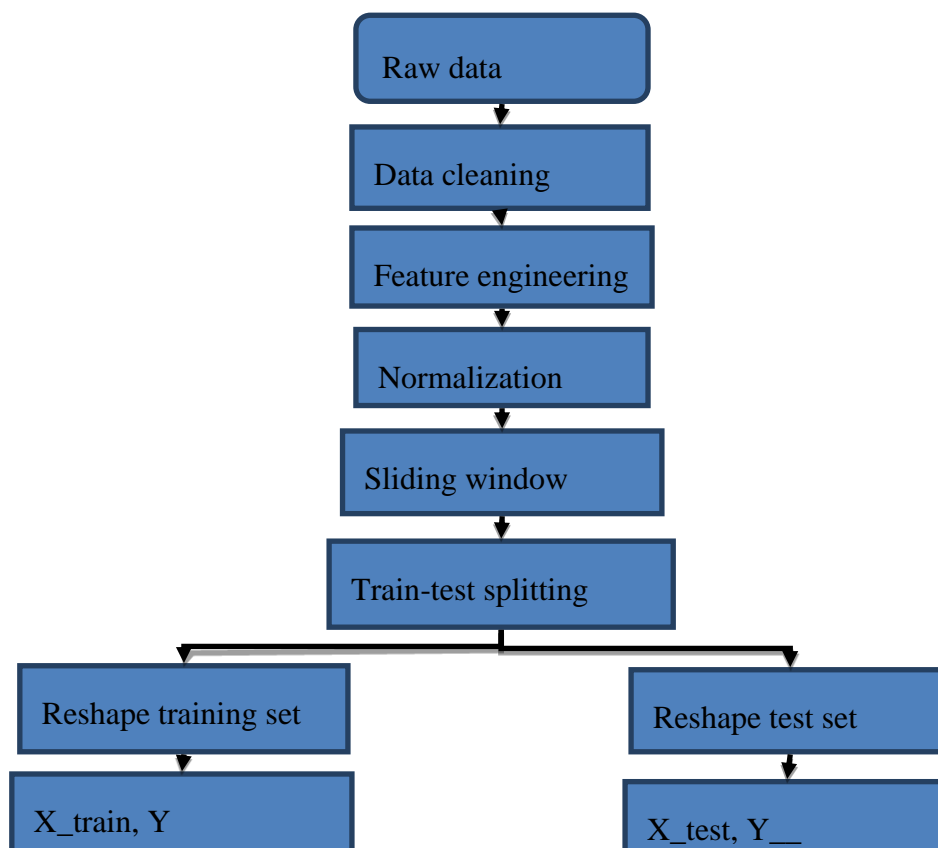 Raw data
Data cleaning
Feature engineering
Normalization
Sliding window
Train-test splitting
Reshape training set
Reshape test set
X_train, Y
X_test, Y__